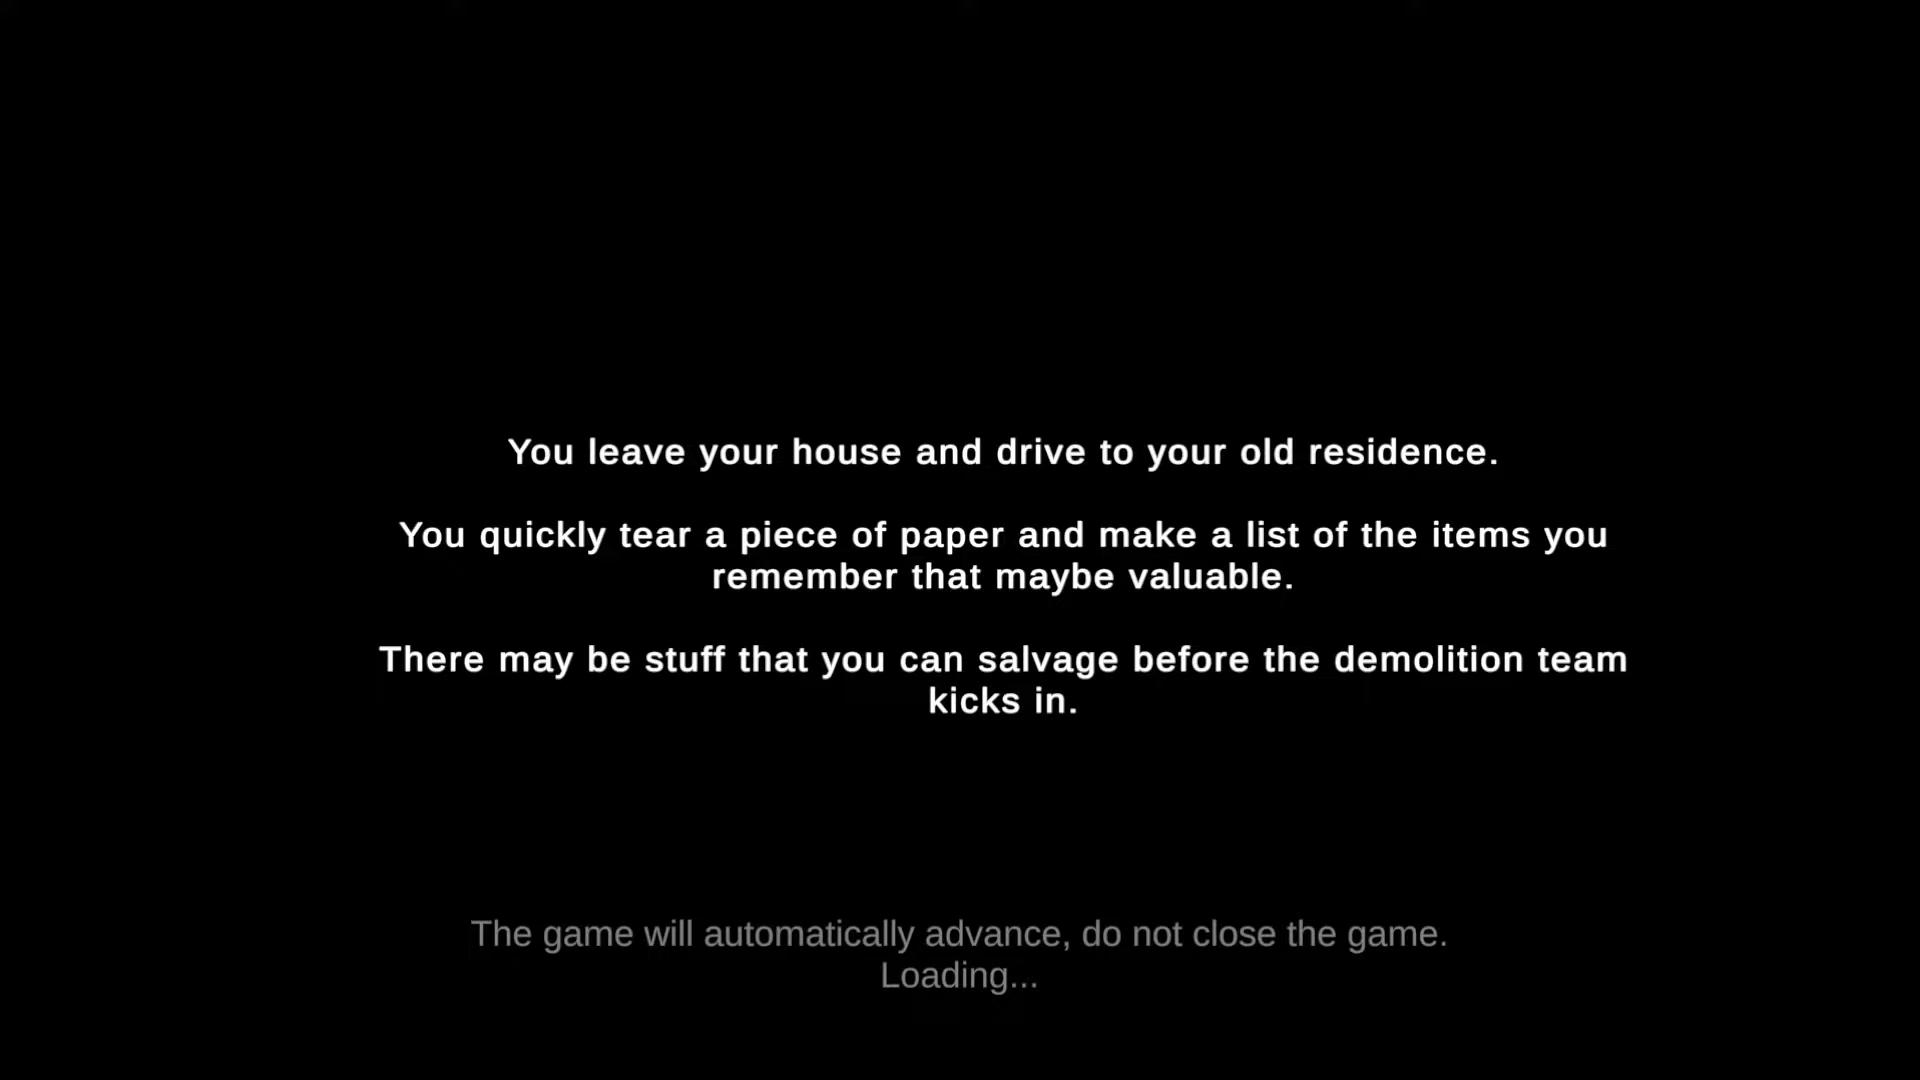 You leave your house and drive to your old residence.
You quickly tear a piece of paper and make a list of the items you
remember that maybe valuable.
There may be stuff that you can salvage before the demolition team
kicks in.
The game will automatically advance, do not close the game.
Loading...